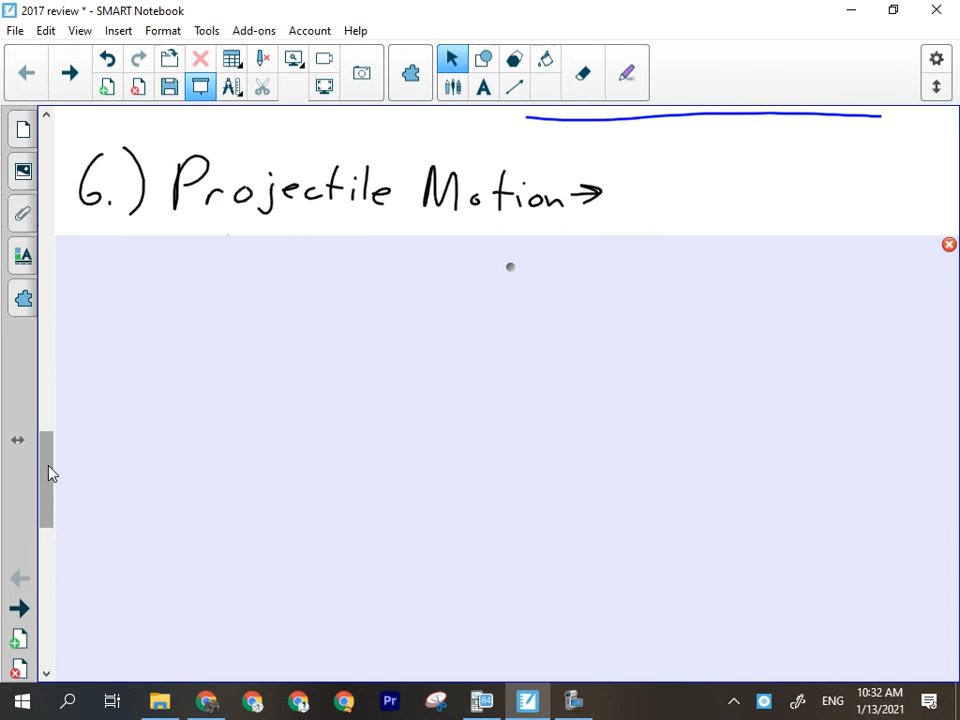 2017 review * - SMART Notebook
File Edit View Insert Format Tools Add-ons Account Help
6.) Projectile Motion→
ENG
10:32 AM
1/13/2021